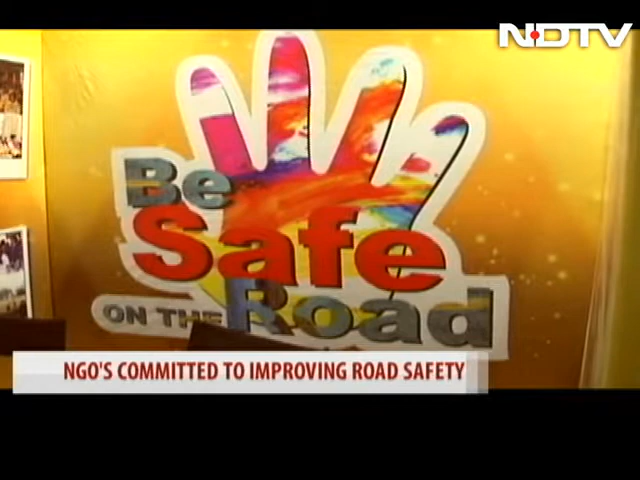 NDTV
Be
Safe
ON THE Road
NGO'S COMMITTED TO IMPROVING ROAD SAFETY